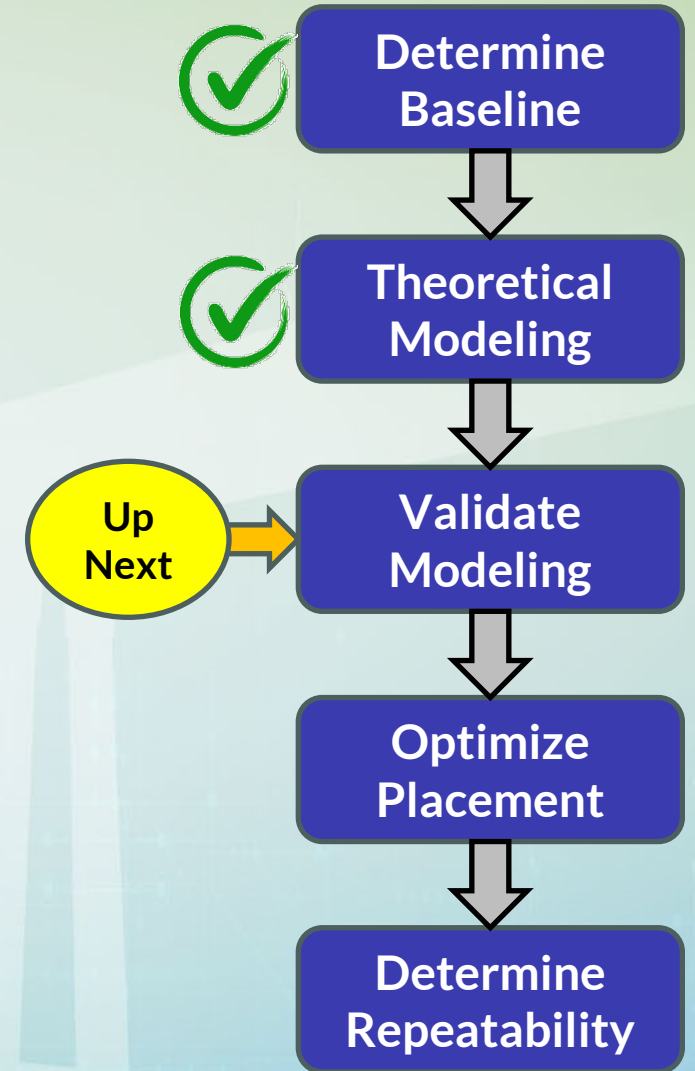 Determine
Baseline
Theoretical
Modeling
Up
Next
Validate
Modeling
Optimize
Placement
Determine
Repeatability